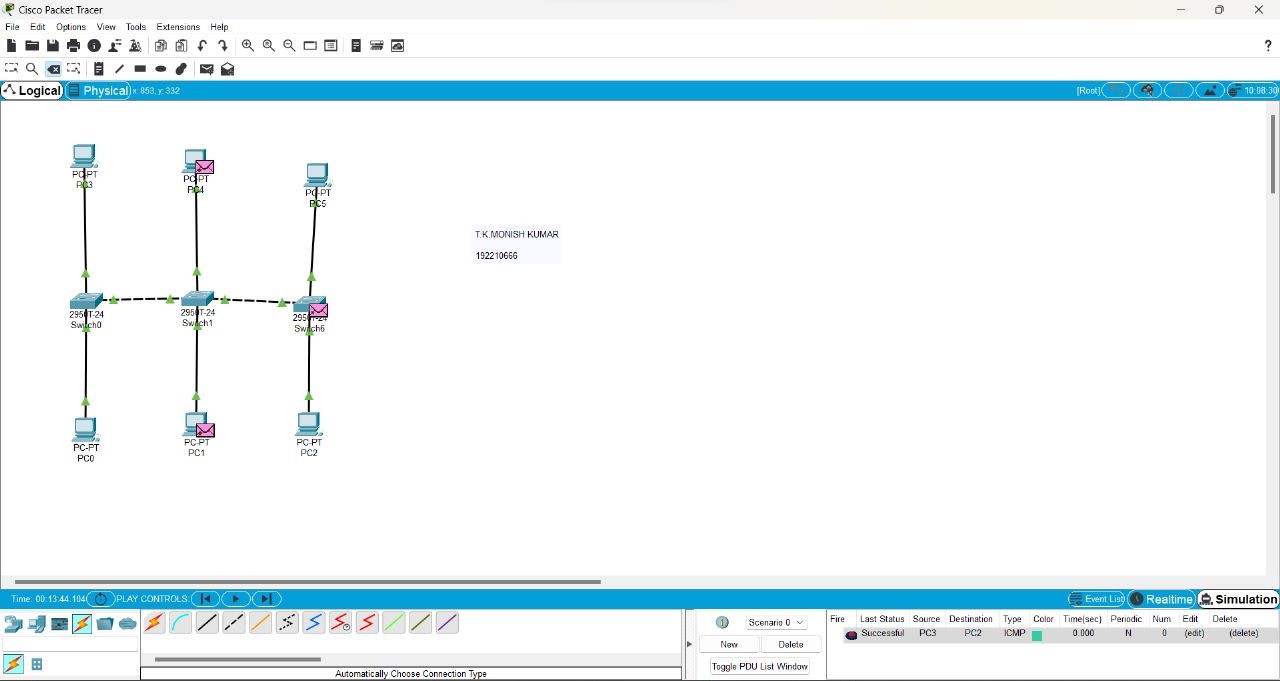 Cisco Packet Tracer
File Edit Options View Tools Extensions Help
Logical Physical x: 853, y: 332 [Root] 10:08:30
PC-PT
PC3
PC-PT
PC4
PC-PT
PC5
T.K.MONISH KUMAR
192210666
2950T-24
Switch0
2950T-24
Switch1
2950T-24
Switch6
PC-PT
PC0
PC-PT
PC1
PC-PT
PC2
Time: 00:13:44.104 PLAY CONTROLS: Event List Realtime Simulation
Scenario 0
New Delete
Toggle PDU List Window
Fire Last Status Source Destination Type Color Time(sec) Periodic Num Edit Delete
Successful PC3 PC2 ICMP 0.000 N 0 (edit) (delete)
Automatically Choose Connection Type